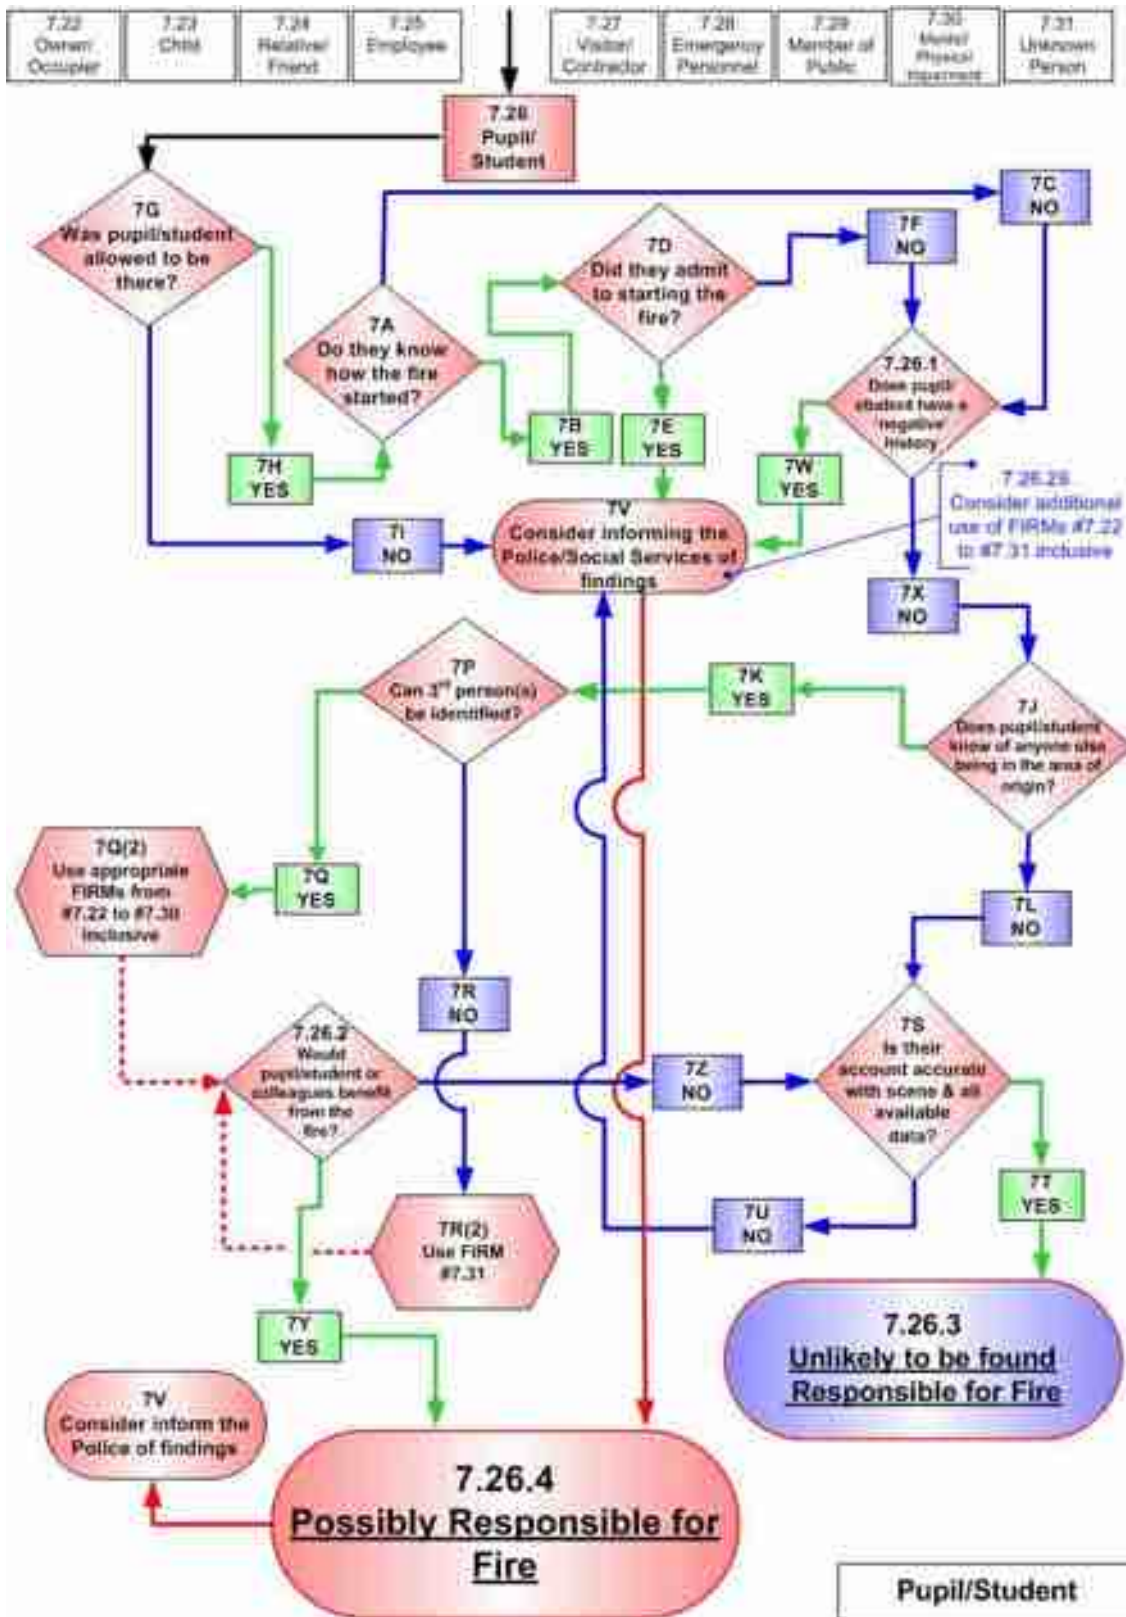 7.22
Owner/
Occupier
7.23
Child
7.24
Relative/
Friend
7.25
Employee
7.27
Visitor/
Contractor
7.28
Emergency
Personnel
7.29
Member of
Public
7.30
Mental/
Physical
Impairment
7.31
Unknown
Person
7.26
Pupil/
Student
7G
Was pupil/student
allowed to be
there?
7C
NO
7F
NO
7D
Did they admit
to starting the
fire?
7A
Do they know
how the fire
started?
7.26.1
Does pupil/
student have a
negative
history
7B
YES
7E
YES
7H
YES
7W
YES
7.26.2S
Consider additional
use of FIRMs #7.22
to #7.31 inclusive
7I
NO
7V
Consider informing the
Police/Social Services of
findings
7X
NO
7P
Can 3rd person(s)
be identified?
7K
YES
7J
Does pupil/student
know of anyone else
being in the area of
origin?
7Q(2)
Use appropriate
FIRMs from
#7.22 to #7.30
inclusive
7Q
YES
7L
NO
7R
NO
7.26.2
Would
pupil/student or
colleagues benefit
from the
fire?
7Z
NO
7S
Is their
account accurate
with scene & all
available
data?
7T
YES
7U
NO
7R(2)
Use FIRM
#7.31
7Y
YES
7.26.3
Unlikely to be found
Responsible for Fire
7V
Consider inform the
Police of findings
7.26.4
Possibly Responsible for
Fire
Pupil/Student